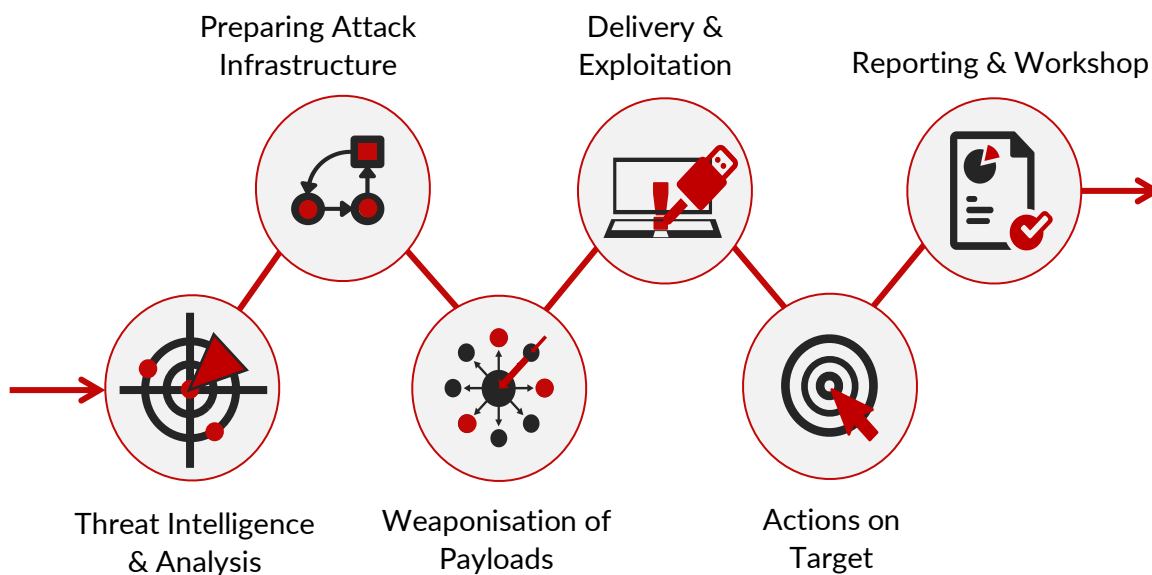 Preparing Attack
Infrastructure
Delivery &
Exploitation
Reporting & Workshop
Threat Intelligence
& Analysis
Weaponisation of
Payloads
Actions on
Target